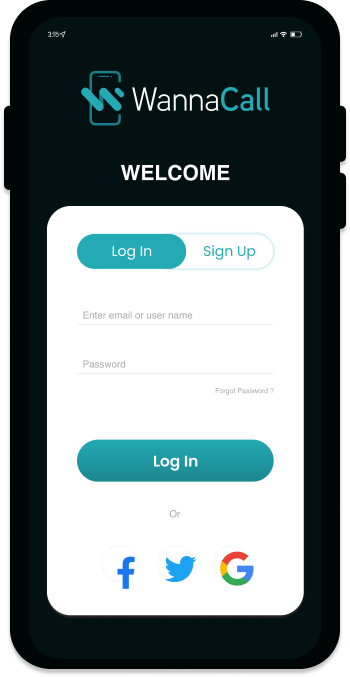 3:15
WannaCall
WELCOME
Log In
Sign Up
Enter email or user name
Password
Forgot Password ?
Log In
Or